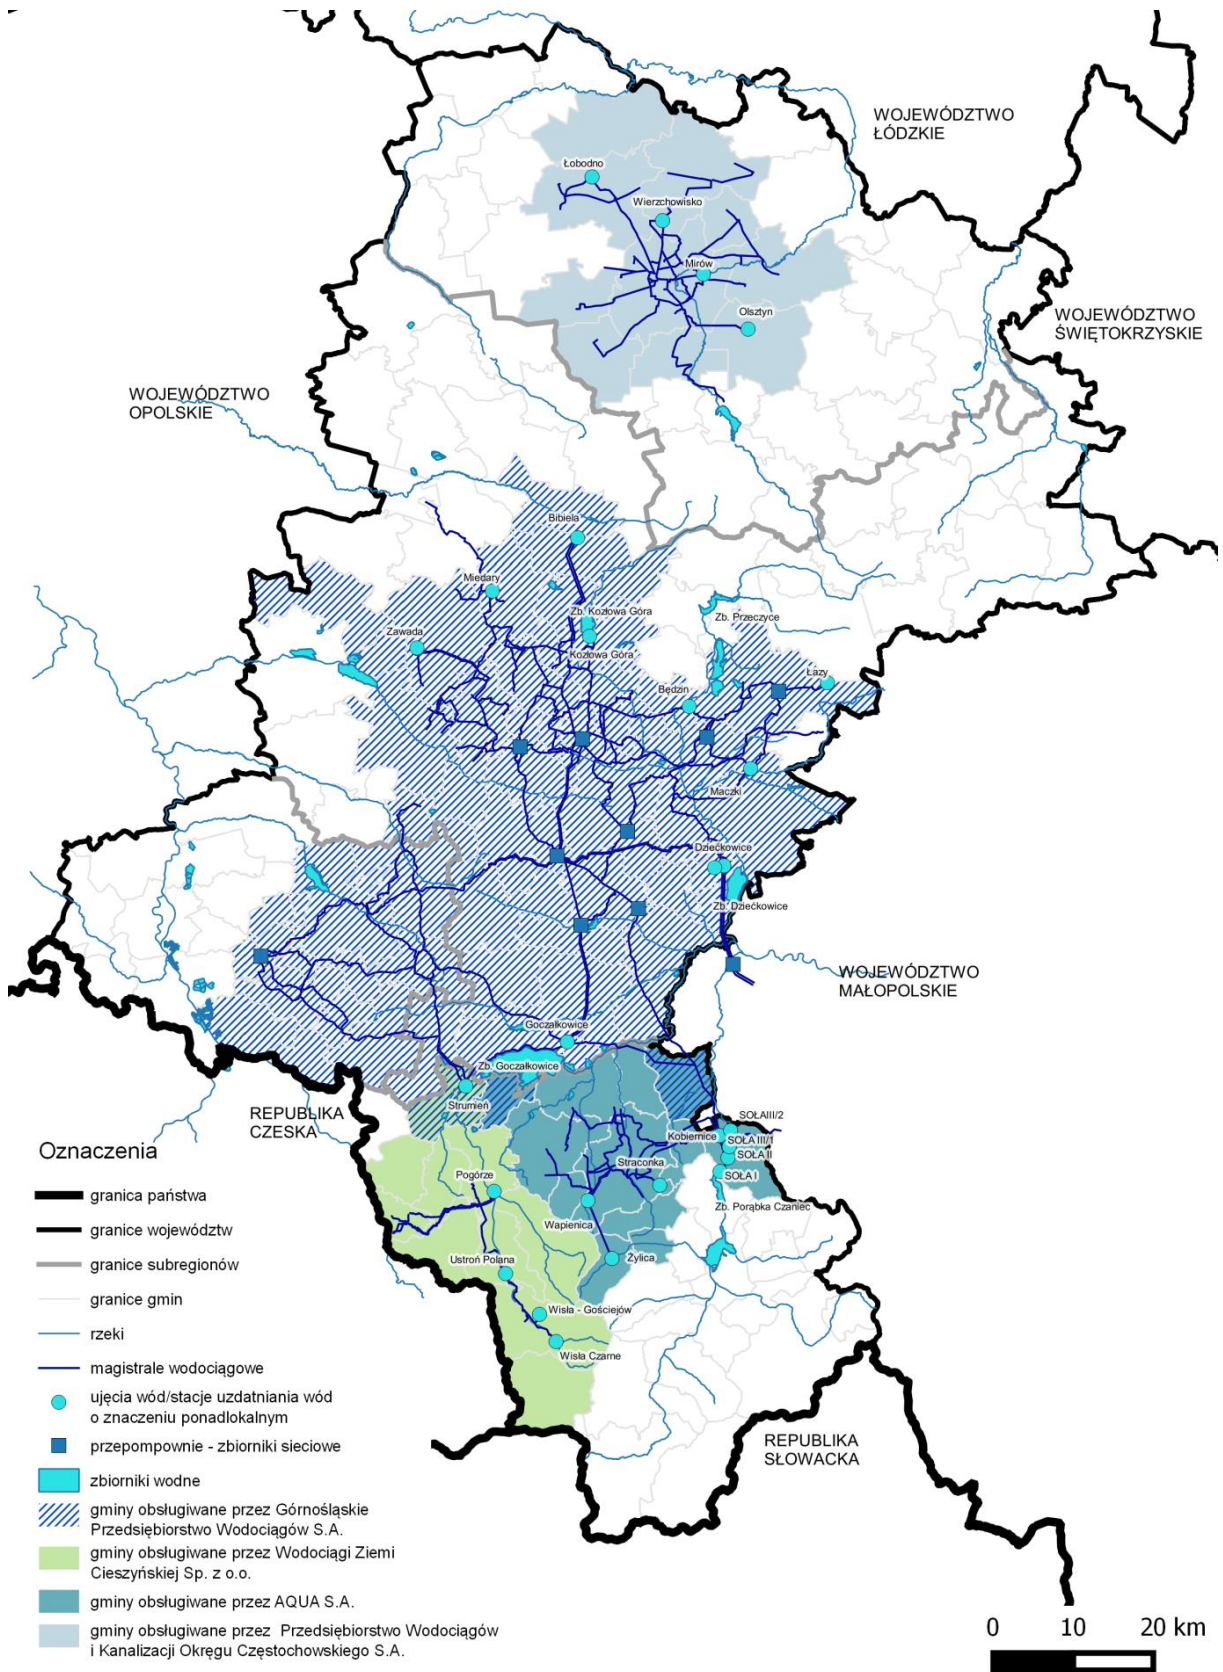 WOJEWÓDZTWO
ŁÓDZKIE
Łobodno
Wierzchowisko
Mirów
Olsztyn
WOJEWÓDZTWO
ŚWIĘTOKRZYSKIE
WOJEWÓDZTWO
OPOLSKIE
Bibiela
Miedary
Zb. Kozłowa Góra
Zb. Przeczyce
Zawada
Kozłowa Góra
Łazy
Będzin
Maczki
Dziećkowice
Zb. Dziećkowice
WOJEWÓDZTWO
MAŁOPOLSKIE
Goczałkowice
Zb. Goczałkowice
Strumień
REPUBLIKA
CZESKA
SOŁAIII/2
Kobiernice
SOŁA III/1
SOŁA II
Straconka
SOŁA I
Pogórze
Zb. Porąbka Czaniec
Wapienica
Ustroń Polana
Żylica
Wisła - Gościejów
Wisła Czarne
REPUBLIKA
SŁOWACKA
Oznaczenia
granica państwa
granice województw
granice subregionów
granice gmin
rzeki
magistrale wodociągowe
ujęcia wód/stacje uzdatniania wód
o znaczeniu ponadlokalnym
przepompownie - zbiorniki sieciowe
zbiorniki wodne
gminy obsługiwane przez Górnośląskie
Przedsiębiorstwo Wodociągów S.A.
gminy obsługiwane przez Wodociągi Ziemi
Cieszyńskiej Sp. z o.o.
gminy obsługiwane przez AQUA S.A.
gminy obsługiwane przez Przedsiębiorstwo Wodociągów
i Kanalizacji Okręgu Częstochowskiego S.A.
0 10 20 km